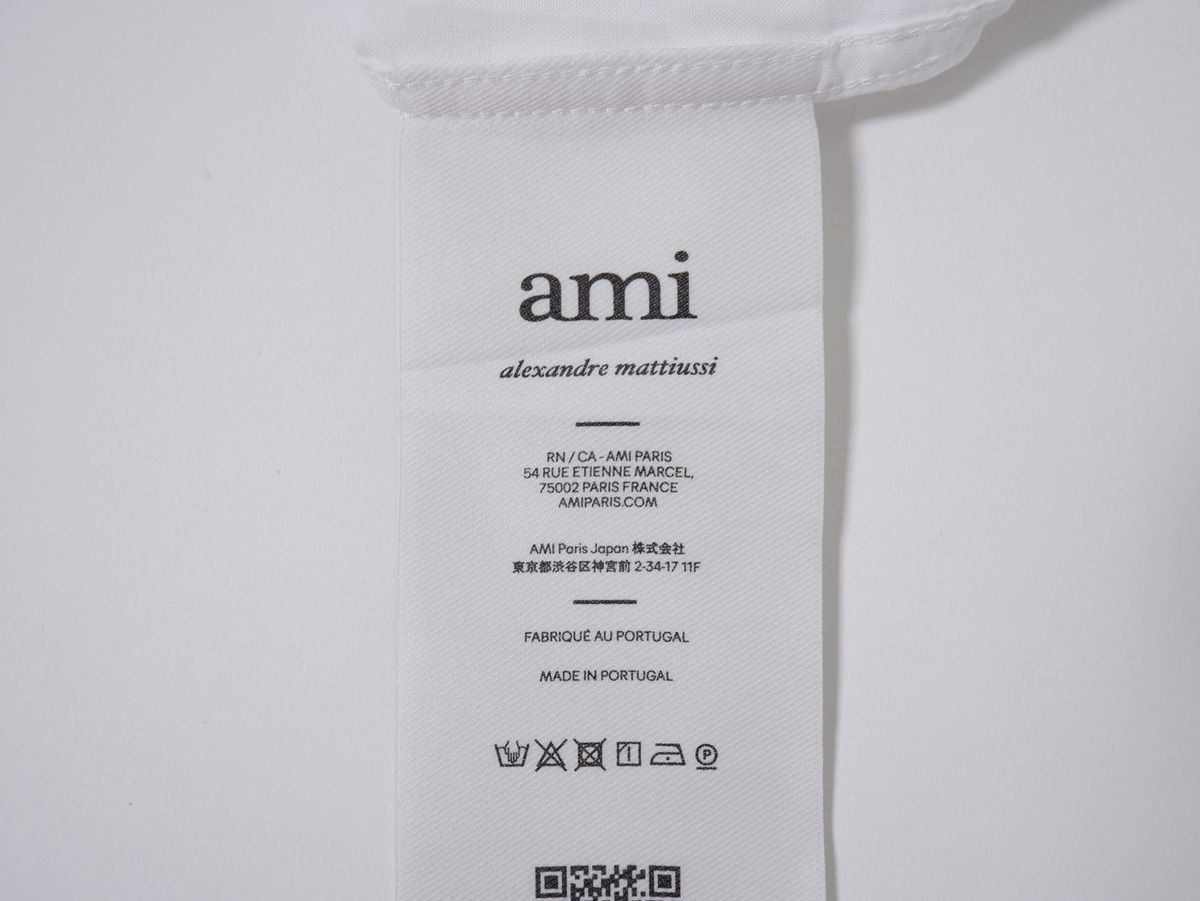 ami
alexandre mattiussi
RN / CA - AMI PARIS
54 RUE ETIENNE MARCEL,
75002 PARIS FRANCE
AMIPARIS.COM
AMI Paris Japan 株式会社
東京都渋谷区神宮前 2-34-17 11F
FABRIQUÉ AU PORTUGAL
MADE IN PORTUGAL
P